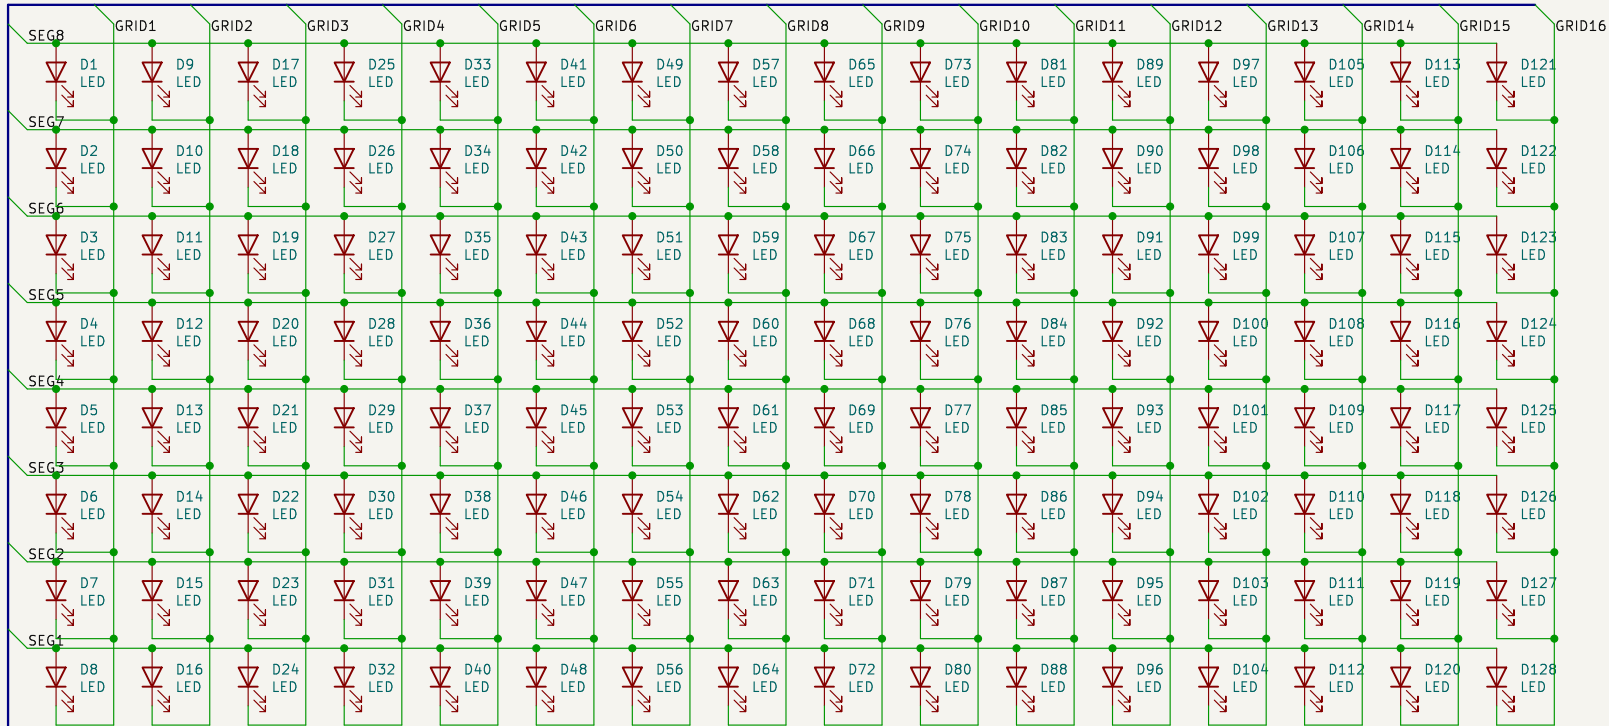 GRID1 GRID2 GRID3 GRID4 GRID5 GRID6 GRID7 GRID8 GRID9 GRID10 GRID11 GRID12 GRID13 GRID14 GRID15 GRID16
SEG8
D1 D9 D17 D25 D33 D41 D49 D57 D65 D73 D81 D89 D97 D105 D113 D121
LED LED LED LED LED LED LED LED LED LED LED LED LED LED LED LED
SEG7
D2 D10 D18 D26 D34 D42 D50 D58 D66 D74 D82 D90 D98 D106 D114 D122
LED LED LED LED LED LED LED LED LED LED LED LED LED LED LED LED
SEG6
D3 D11 D19 D27 D35 D43 D51 D59 D67 D75 D83 D91 D99 D107 D115 D123
LED LED LED LED LED LED LED LED LED LED LED LED LED LED LED LED
SEG5
D4 D12 D20 D28 D36 D44 D52 D60 D68 D76 D84 D92 D100 D108 D116 D124
LED LED LED LED LED LED LED LED LED LED LED LED LED LED LED LED
SEG4
D5 D13 D21 D29 D37 D45 D53 D61 D69 D77 D85 D93 D101 D109 D117 D125
LED LED LED LED LED LED LED LED LED LED LED LED LED LED LED LED
SEG3
D6 D14 D22 D30 D38 D46 D54 D62 D70 D78 D86 D94 D102 D110 D118 D126
LED LED LED LED LED LED LED LED LED LED LED LED LED LED LED LED
SEG2
D7 D15 D23 D31 D39 D47 D55 D63 D71 D79 D87 D95 D103 D111 D119 D127
LED LED LED LED LED LED LED LED LED LED LED LED LED LED LED LED
SEG1
D8 D16 D24 D32 D40 D48 D56 D64 D72 D80 D88 D96 D104 D112 D120 D128
LED LED LED LED LED LED LED LED LED LED LED LED LED LED LED LED